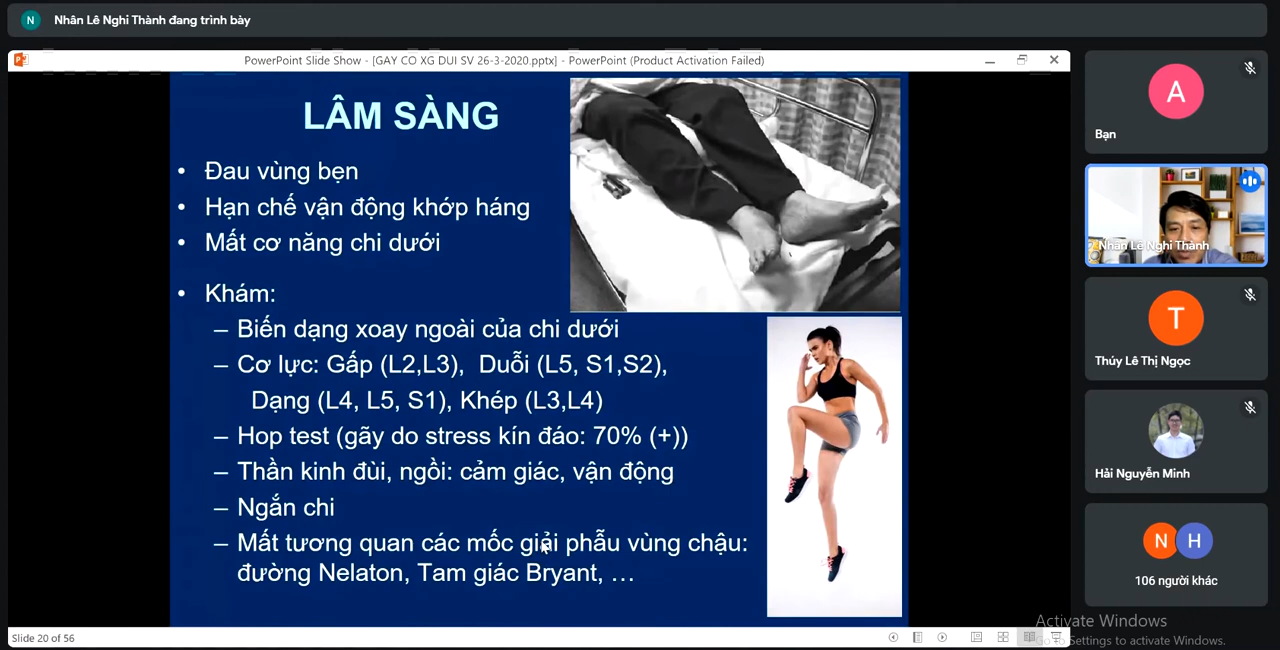 N
Nhân Lê Nghi Thành đang trình bày
PowerPoint Slide Show - [GAY CO XG DUI SV 26-3-2020.pptx] - PowerPoint (Product Activation Failed)
LÂM SÀNG
• Đau vùng bẹn
• Hạn chế vận động khớp háng
• Mất cơ năng chi dưới
• Khám:
– Biến dạng xoay ngoài của chi dưới
– Cơ lực: Gấp (L2,L3), Duỗi (L5, S1,S2),
Dạng (L4, L5, S1), Khép (L3,L4)
– Hop test (gãy do stress kín đáo: 70% (+))
– Thần kinh đùi, ngồi: cảm giác, vận động
– Ngắn chi
– Mất tương quan các mốc giải phẫu vùng chậu:
đường Nelaton, Tam giác Bryant, …
Slide 20 of 56
A
Bạn
Nhân Lê Nghi Thành
T
Thúy Lê Thị Ngọc
Hải Nguyễn Minh
N
H
106 người khác
Activate Windows
Go to Settings to activate Windows.